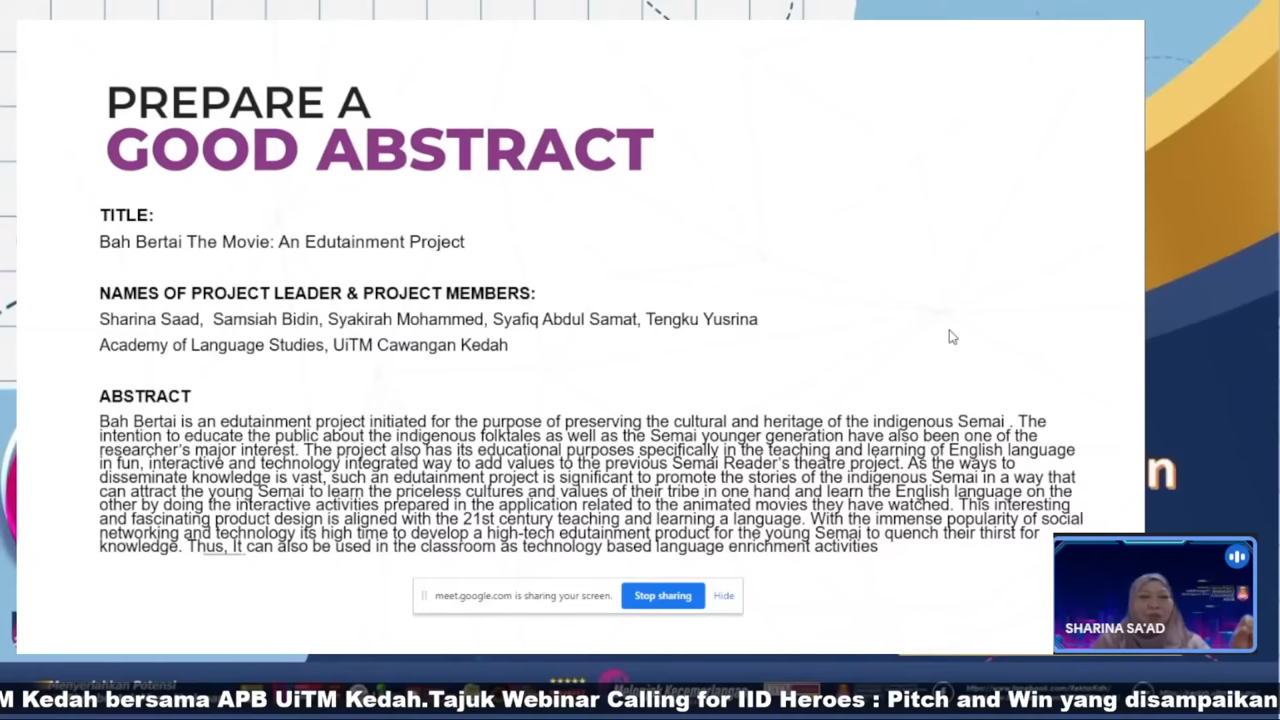 PREPARE A
GOOD ABSTRACT
TITLE:
Bah Bertai The Movie: An Edutainment Project
NAMES OF PROJECT LEADER & PROJECT MEMBERS:
Sharina Saad, Samsiah Bidin, Syakirah Mohammed, Syafiq Abdul Samat, Tengku Yusrina
Academy of Language Studies, UiTM Cawangan Kedah
ABSTRACT
Bah Bertai is an edutainment project initiated for the purpose of preserving the cultural and heritage of the indigenous Semai . The
intention to educate the public about the indigenous folktales as well as the Semai younger generation have also been one of the
researcher's major interest. The project also has its educational purposes specifically in the teaching and learning of English language
in fun, interactive and technology integrated way to add values to the previous Semai Reader's theatre project. As the ways to
disseminate knowledge is vast, such an edutainment project is significant to promote the stories of the indigenous Semai in a way that
can attract the young Semai to learn the priceless cultures and values of their tribe in one hand and learn the English language on the
other by doing the interactive activities prepared in the application related to the animated movies they have watched. This interesting
and fascinating product design is aligned with the 21st century teaching and learning a language. With the immense popularity of social
networking and technology its high time to develop a high-tech edutainment product for the young Semai to quench their thirst for
knowledge. Thus, It can also be used in the classroom as technology based language enrichment activities
n
meet.google.com is sharing your screen.
Stop sharing
Hide
SHARINA SA'AD
Menyerlahkan Potensi
M Kedah bersama APB UiTM Kedah.Tajuk Webinar Calling for IID Heroes : Pitch and Win yang disampaikan